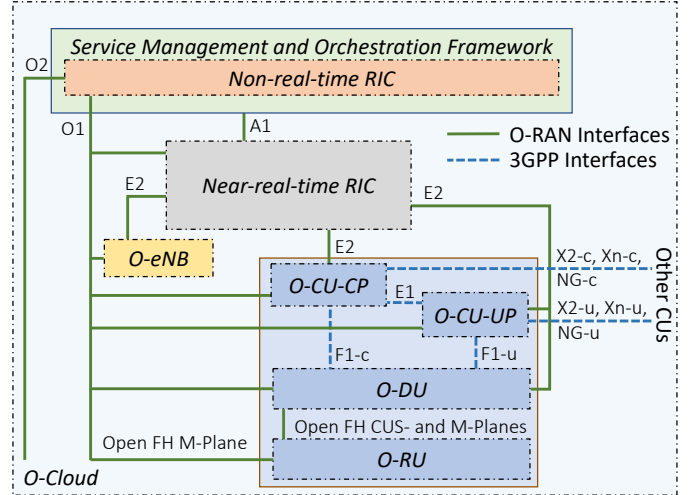 Service Management and Orchestration Framework
O2
Non-real-time RIC
O1
A1
O-RAN Interfaces
3GPP Interfaces
Near-real-time RIC
E2
E2
E2
O-eNB
O-CU-CP
X2-c, Xn-c,
NG-c
E1
O-CU-UP
X2-u, Xn-u,
NG-u
Other CUs
F1-c
F1-u
O-DU
Open FH M-Plane
Open FH CUS- and M-Planes
O-RU
O-Cloud